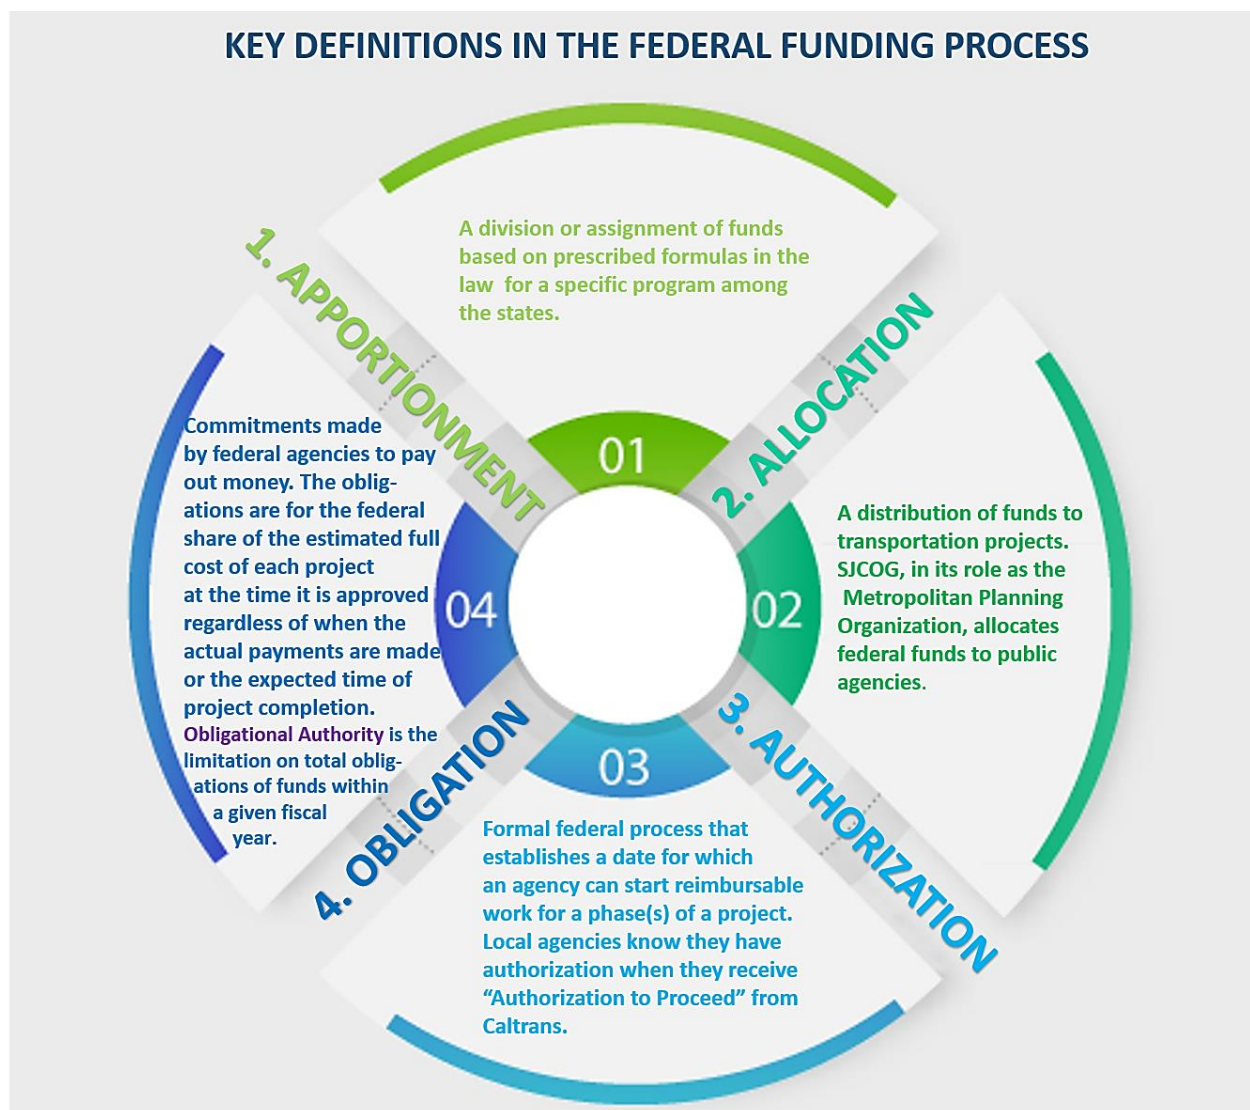 KEY DEFINITIONS IN THE FEDERAL FUNDING PROCESS
1. APPORTIONMENT
01
A division or assignment of funds
based on prescribed formulas in the
law for a specific program among
the states.
2. ALLOCATION
02
A distribution of funds to
transportation projects.
SJCOG, in its role as the
Metropolitan Planning
Organization, allocates
federal funds to public
agencies.
3. AUTHORIZATION
03
Formal federal process that
establishes a date for which
an agency can start reimbursable
work for a phase(s) of a project.
Local agencies know they have
authorization when they receive
“Authorization to Proceed” from
Caltrans.
4. OBLIGATION
04
Commitments made
by federal agencies to pay
out money. The oblig-
ations are for the federal
share of the estimated full
cost of each project
at the time it is approved
regardless of when the
actual payments are made
or the expected time of
project completion.
Obligational Authority is the
limitation on total oblig-
ations of funds within
a given fiscal
year.